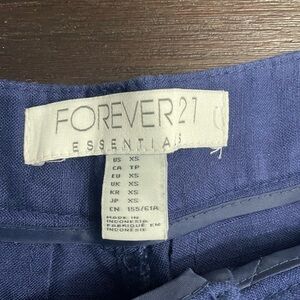 FOREVER 21
ESSENTIALS
US XS
CA TP
EU XS
UK XS
KR XS
JP XS
CN 155/61A
MADE IN
INDONESIA
FABRIQUÉ EN
INDONÉSIE